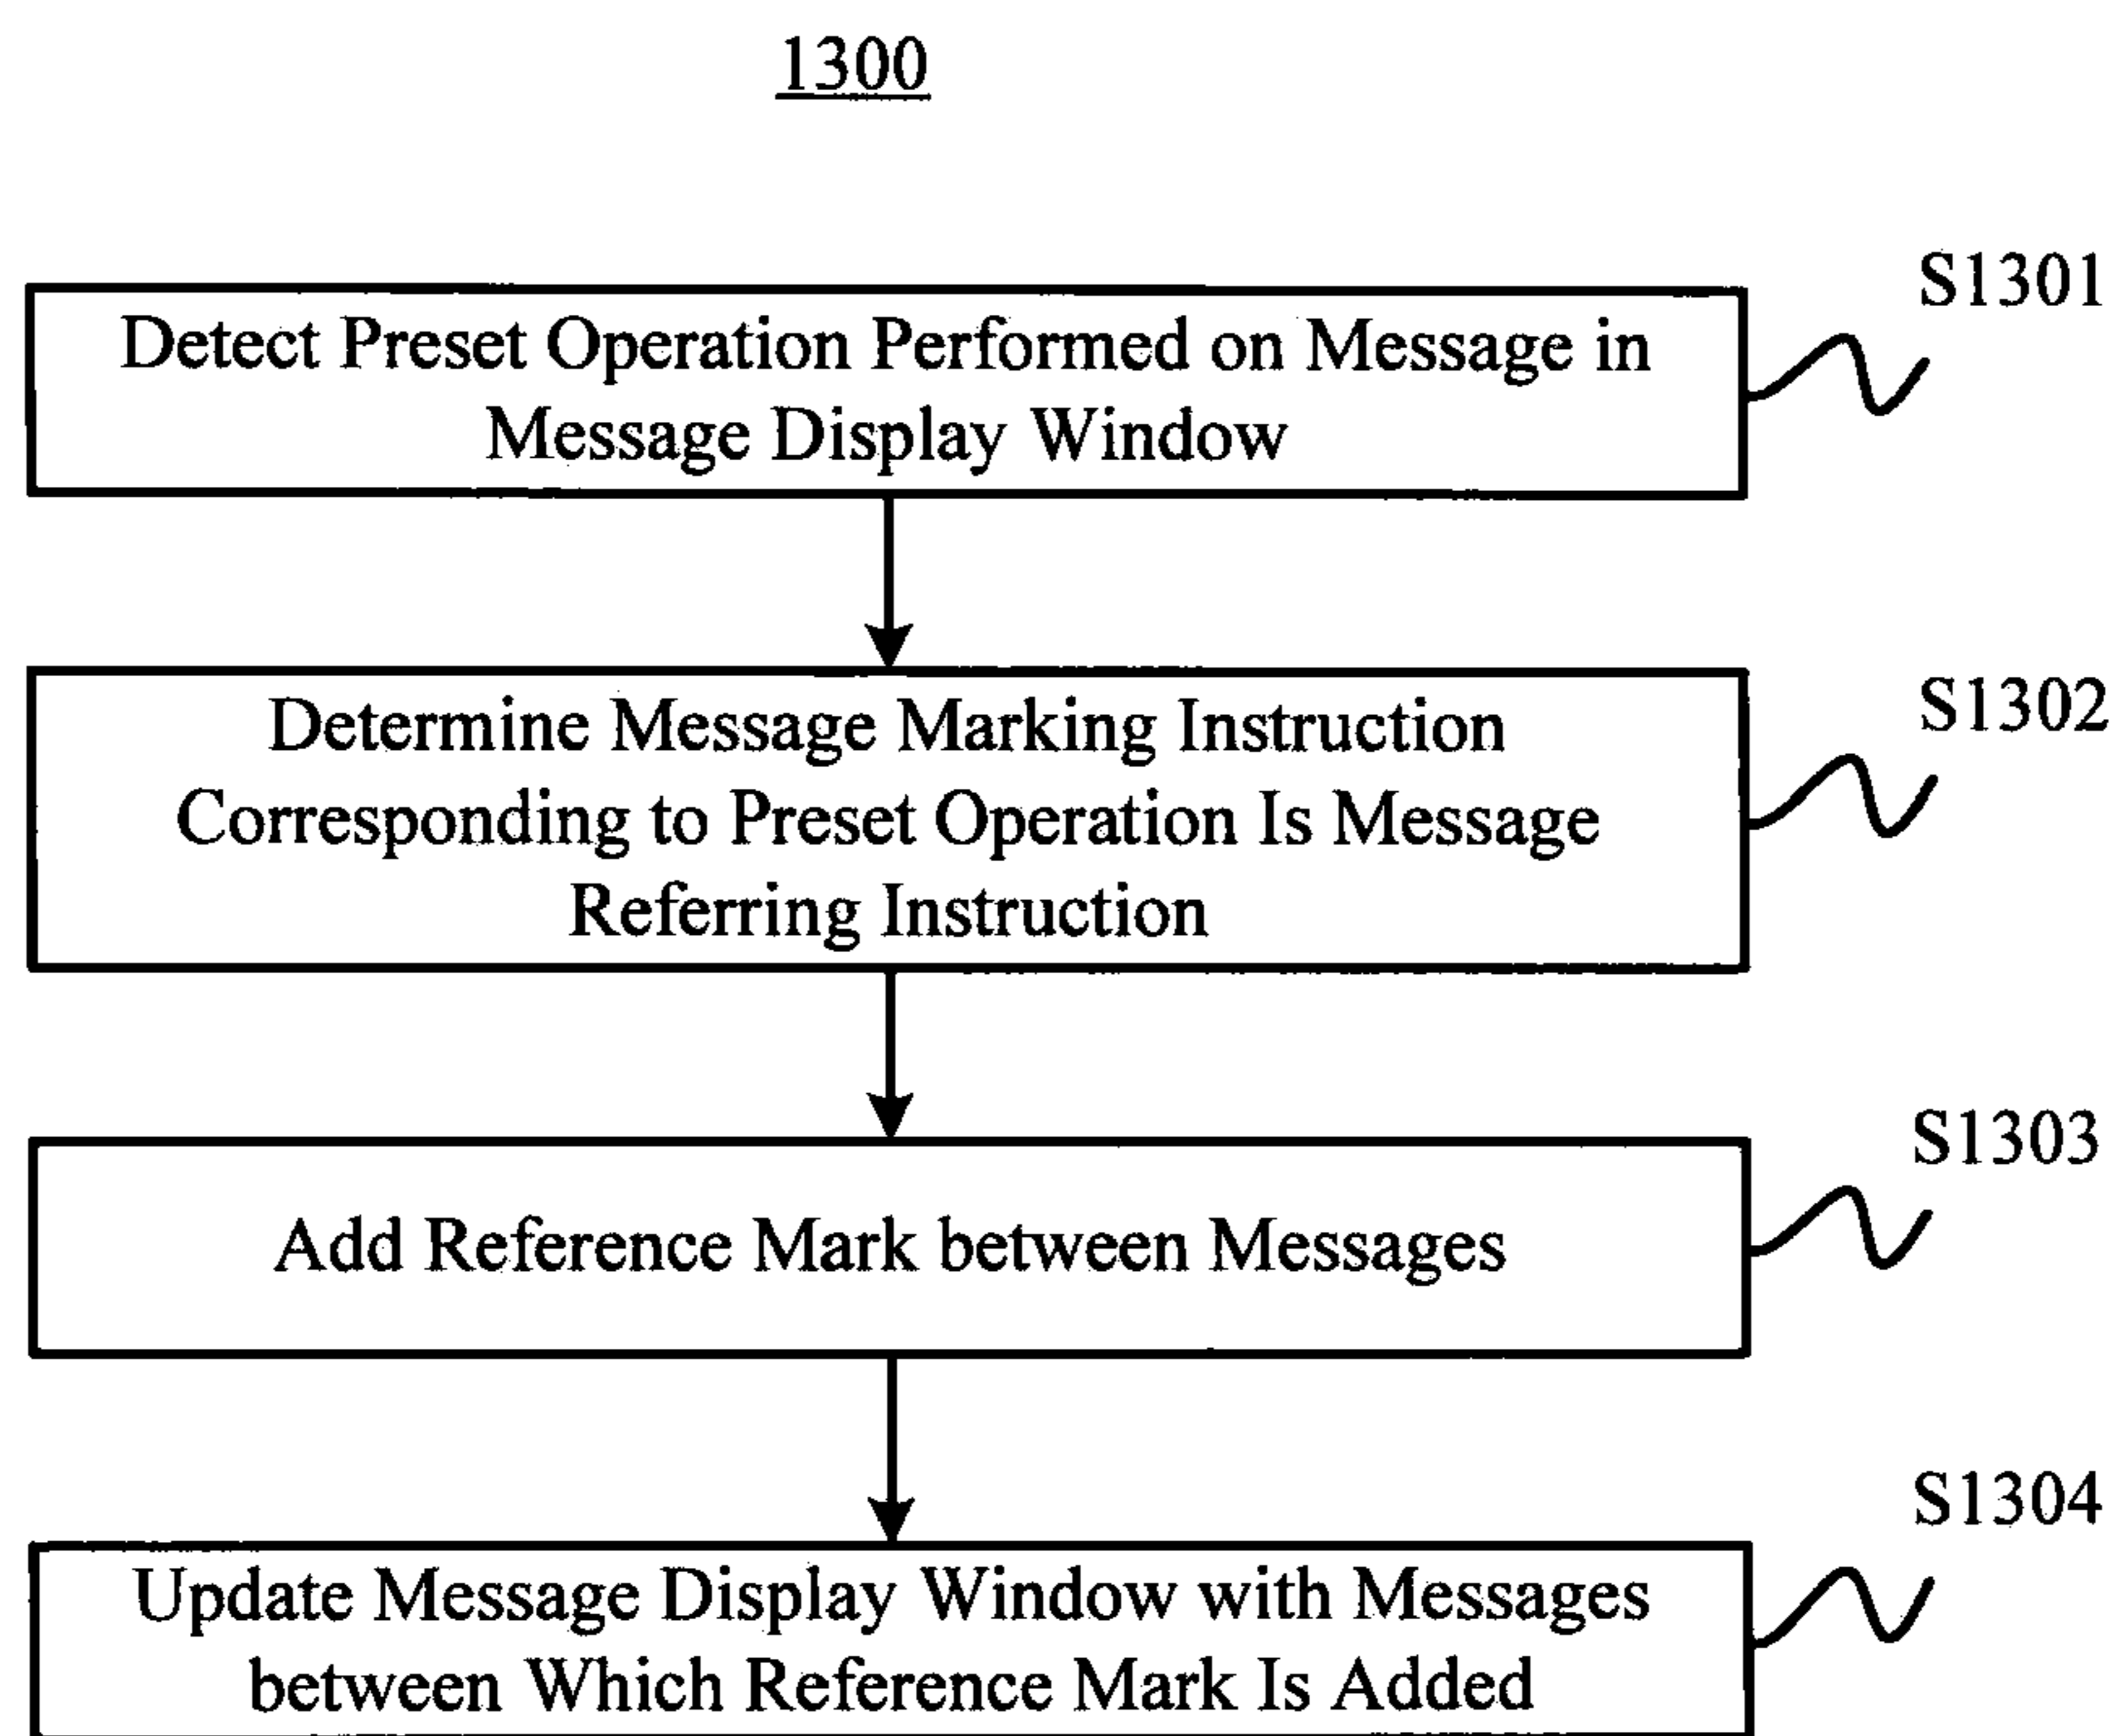 1300
S1301
Detect Preset Operation Performed on Message in
Message Display Window
S1302
Determine Message Marking Instruction
Corresponding to Preset Operation Is Message
Referring Instruction
S1303
Add Reference Mark between Messages
S1304
Update Message Display Window with Messages
between Which Reference Mark Is Added